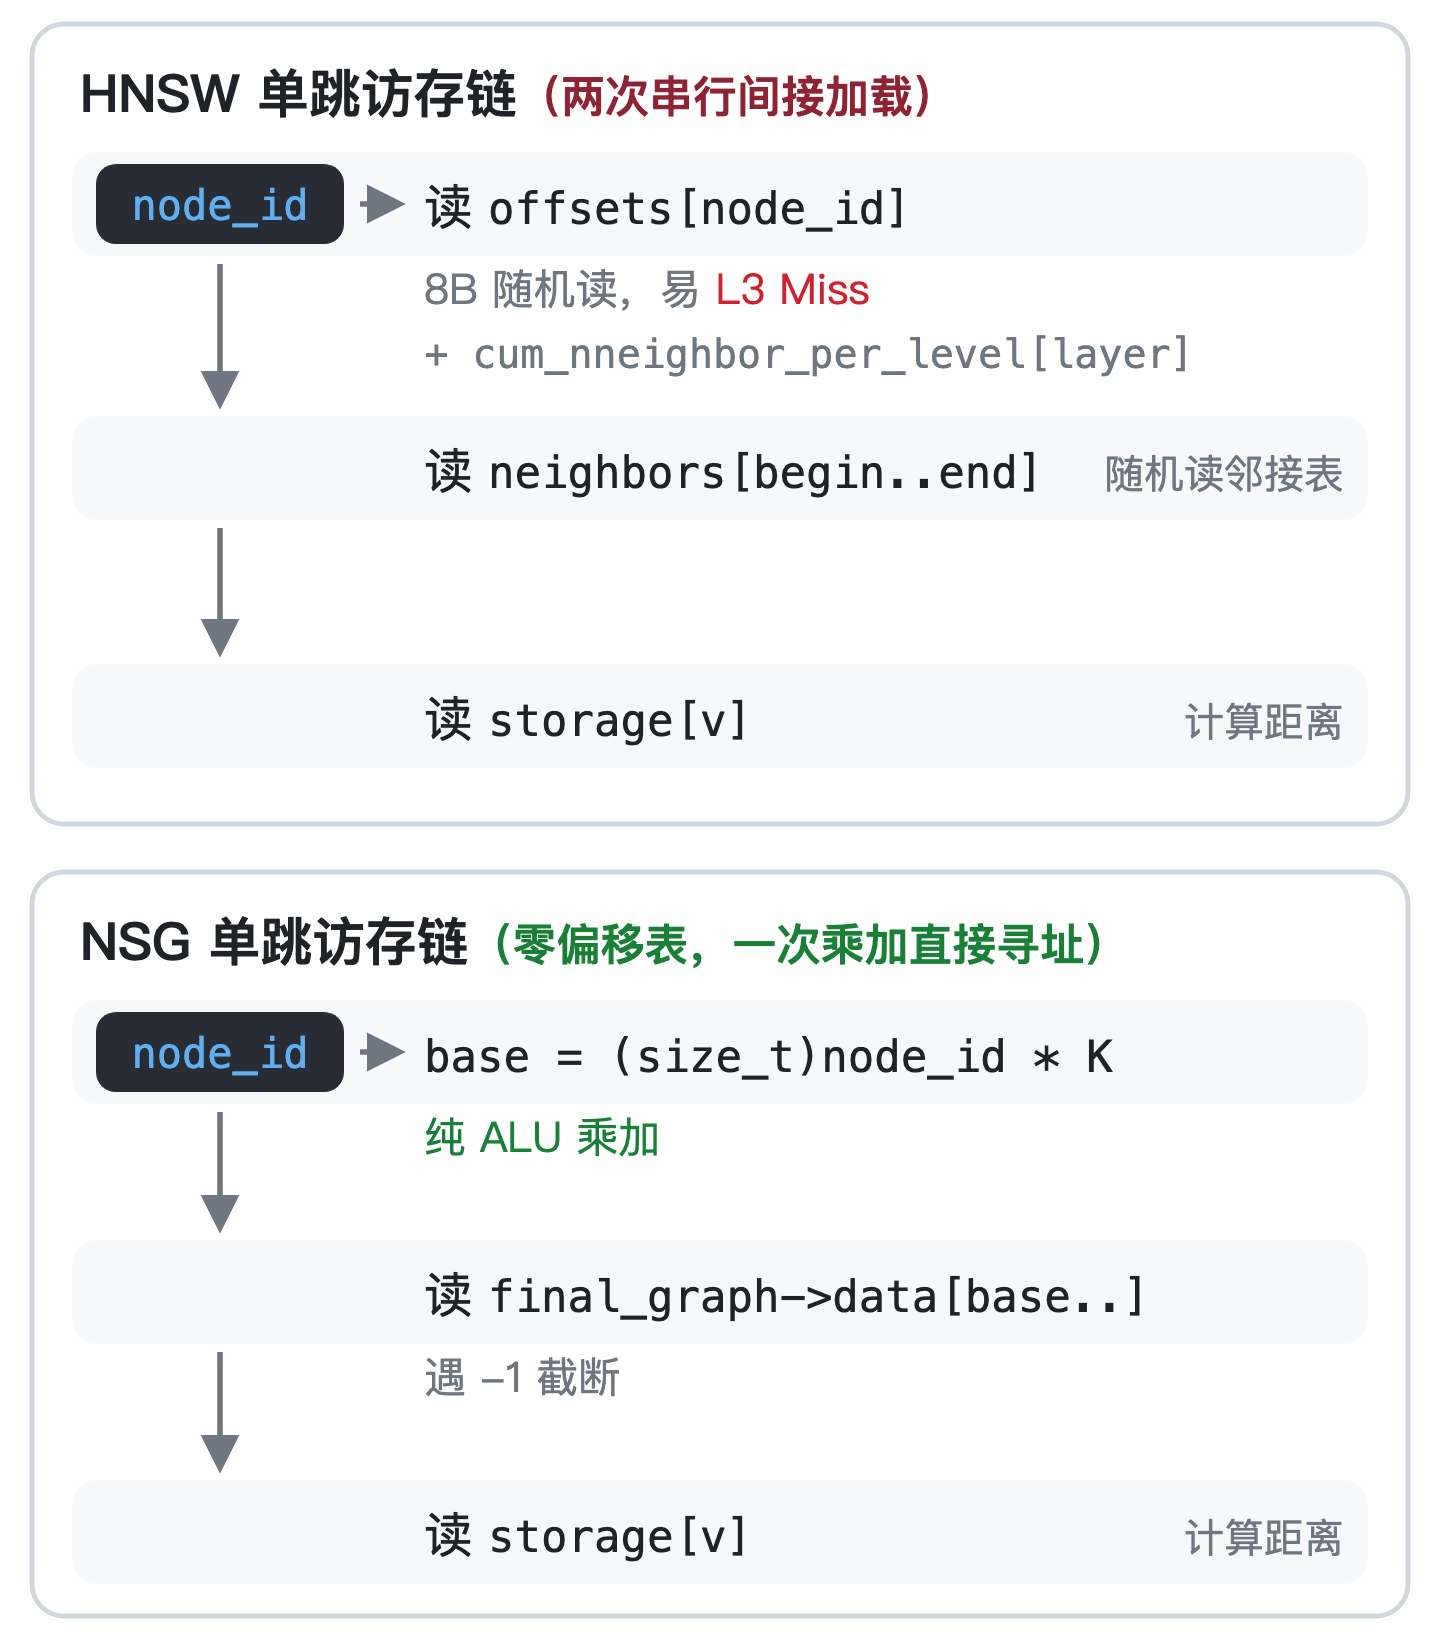 HNSW 单跳访存链（两次串行间接加载）
node_id 读 offsets[node_id]
8B 随机读，易 L3 Miss
+ cum_nneighbor_per_level[layer]
读 neighbors[begin..end] 随机读邻接表
读 storage[v] 计算距离
NSG 单跳访存链（零偏移表，一次乘加直接寻址）
node_id base = (size_t)node_id * K
纯 ALU 乘加
读 final_graph->data[base..]
遇 −1 截断
读 storage[v] 计算距离